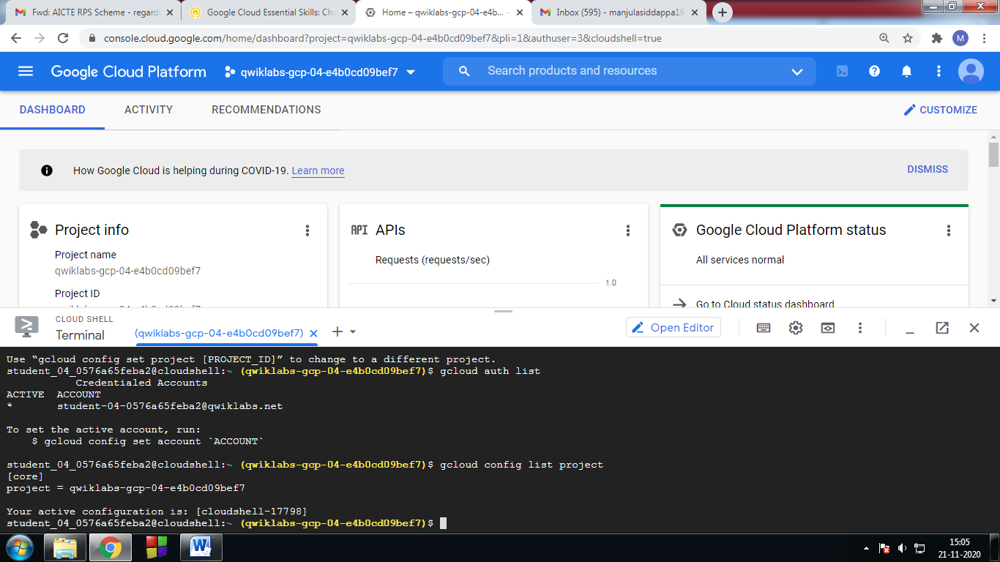 Fwd: AICTE RPS Scheme - regard
Google Cloud Essential Skills: Cha
Home – qwiklabs-gcp-04-e4b0... –
Inbox (595) - manjulasiddappa19
console.cloud.google.com/home/dashboard?project=qwiklabs-gcp-04-e4b0cd09bef7&pli=1&authuser=3&cloudshell=true
M
Google Cloud Platform
qwiklabs-gcp-04-e4b0cd09bef7
Search products and resources
DASHBOARD
ACTIVITY
RECOMMENDATIONS
CUSTOMIZE
How Google Cloud is helping during COVID-19. Learn more
DISMISS
Project info
Project name
qwiklabs-gcp-04-e4b0cd09bef7
Project ID
API APIs
Requests (requests/sec)
1.0
Google Cloud Platform status
All services normal
Go to Cloud status dashboard
CLOUD SHELL
Terminal
(qwiklabs-gcp-04-e4b0cd09bef7)
Open Editor
Use “gcloud config set project [PROJECT_ID]” to change to a different project.
student_04_0576a65feba2@cloudshell:~ (qwiklabs-gcp-04-e4b0cd09bef7)$ gcloud auth list
Credentialed Accounts
ACTIVE  ACCOUNT
*       student-04-0576a65feba2@qwiklabs.net
To set the active account, run:
$ gcloud config set account `ACCOUNT`
student_04_0576a65feba2@cloudshell:~ (qwiklabs-gcp-04-e4b0cd09bef7)$ gcloud config list project
[core]
project = qwiklabs-gcp-04-e4b0cd09bef7
Your active configuration is: [cloudshell-17798]
student_04_0576a65feba2@cloudshell:~ (qwiklabs-gcp-04-e4b0cd09bef7)$
15:05
21-11-2020